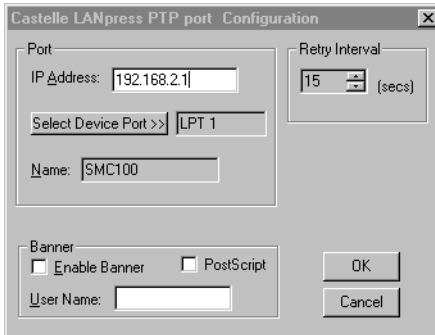 Castelle LANpress PTP port  Configuration
Port
IP Address: 192.168.2.1
Select Device Port >> LPT 1
Name: SMC100
Retry Interval
15 (secs)
Banner
Enable Banner PostScript
User Name:
OK
Cancel